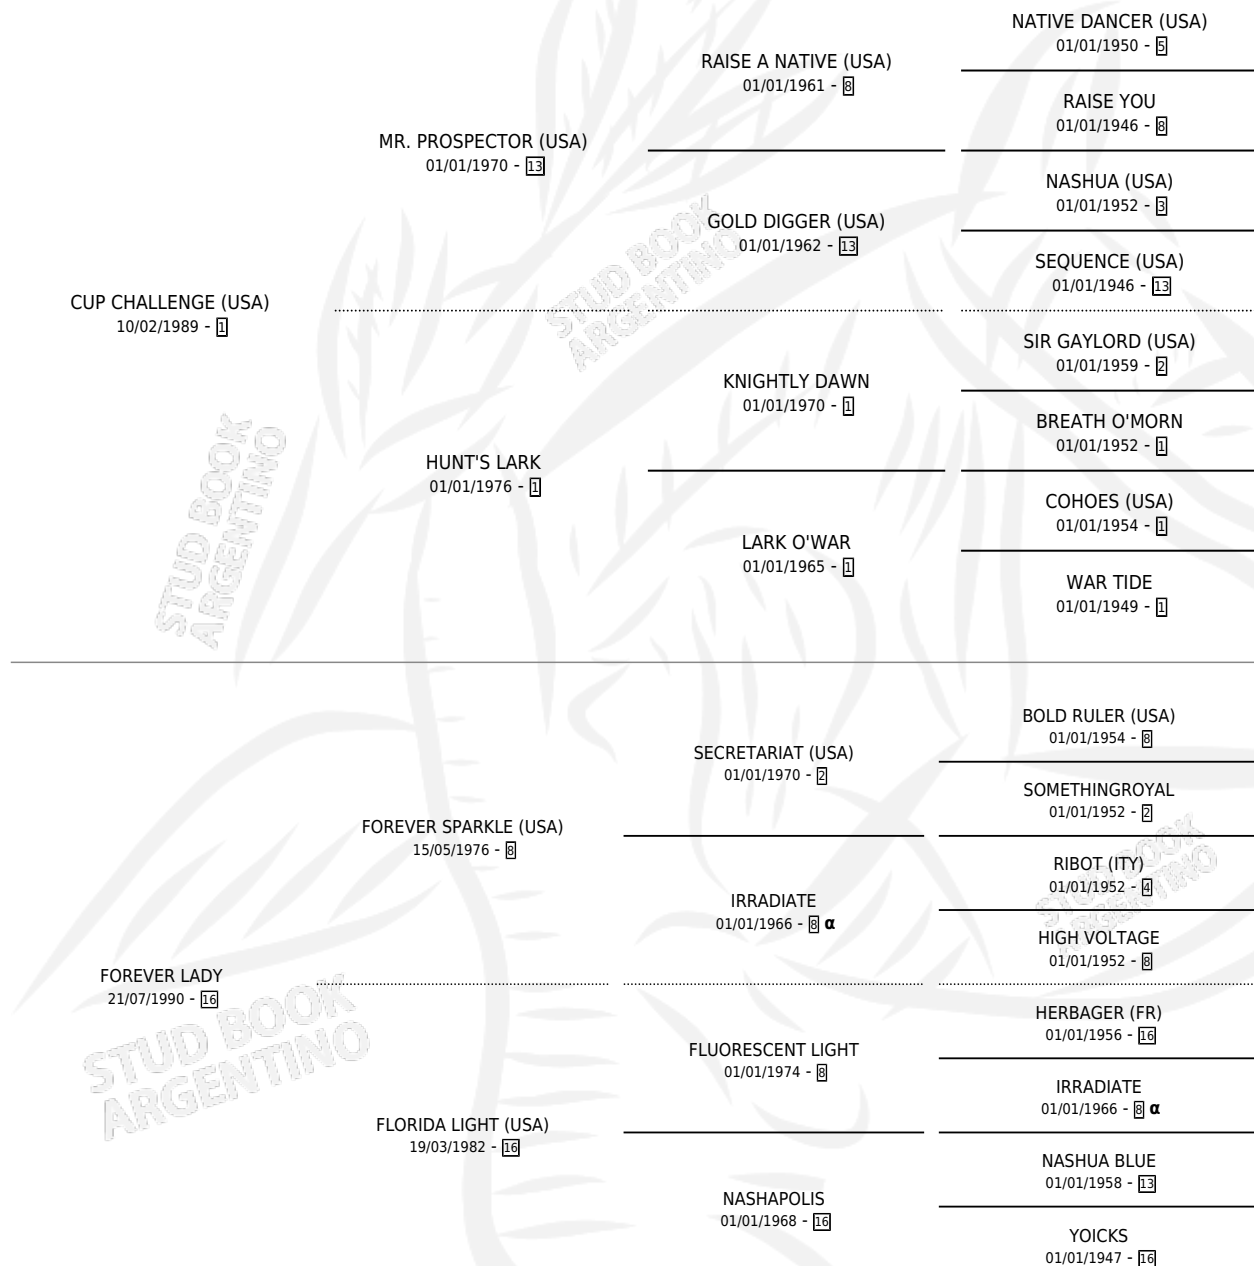 NATIVE DANCER (USA)
01/01/1950 - 5
RAISE A NATIVE (USA)
01/01/1961 - 8
RAISE YOU
01/01/1946 - 8
MR. PROSPECTOR (USA)
01/01/1970 - 13
NASHUA (USA)
01/01/1952 - 3
GOLD DIGGER (USA)
01/01/1962 - 13
SEQUENCE (USA)
01/01/1946 - 13
CUP CHALLENGE (USA)
10/02/1989 - 1
SIR GAYLORD (USA)
01/01/1959 - 2
KNIGHTLY DAWN
01/01/1970 - 1
BREATH O'MORN
01/01/1952 - 1
HUNT'S LARK
01/01/1976 - 1
COHOES (USA)
01/01/1954 - 1
LARK O'WAR
01/01/1965 - 1
WAR TIDE
01/01/1949 - 1
BOLD RULER (USA)
01/01/1954 - 8
SECRETARIAT (USA)
01/01/1970 - 2
SOMETHINGROYAL
01/01/1952 - 2
FOREVER SPARKLE (USA)
15/05/1976 - 8
RIBOT (ITY)
01/01/1952 - 4
IRRADIATE
01/01/1966 - 8 α
HIGH VOLTAGE
01/01/1952 - 8
FOREVER LADY
21/07/1990 - 16
HERBAGER (FR)
01/01/1956 - 16
FLUORESCENT LIGHT
01/01/1974 - 8
IRRADIATE
01/01/1966 - 8 α
FLORIDA LIGHT (USA)
19/03/1982 - 16
NASHUA BLUE
01/01/1958 - 13
NASHAPOLIS
01/01/1968 - 16
YOICKS
01/01/1947 - 16
STUD BOOK
ARGENTINO
STUD BOOK
ARGENTINO
STUD BOOK
ARGENTINO
STUD BOOK
ARGENTINO